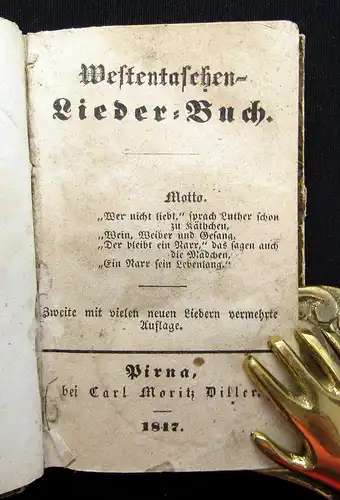 Westentaschen-
Lieder-Buch.
Motto.
„Wer nicht liebt,“ sprach Luther schon
zu Käthchen,
„Wein, Weiber und Gesang,
„Der bleibt ein Narr,“ das sagen auch
die Mädchen,
„Ein Narr sein Lebenlang.“
Zweite mit vielen neuen Liedern vermehrte
Auflage.
Pirna,
bei Carl Moritz Diller.
1847.